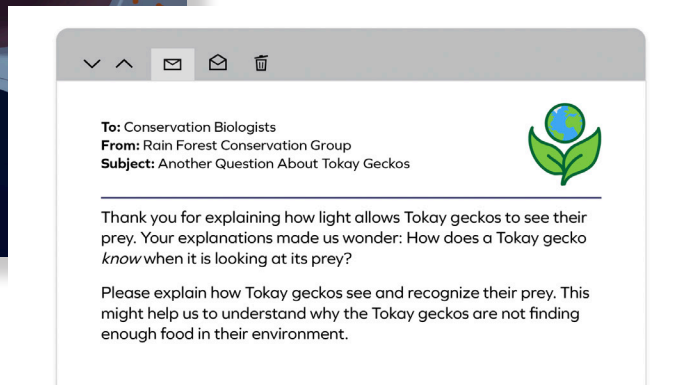 To: Conservation Biologists
From: Rain Forest Conservation Group
Subject: Another Question About Tokay Geckos
Thank you for explaining how light allows Tokay geckos to see their
prey. Your explanations made us wonder: How does a Tokay gecko
know when it is looking at its prey?
Please explain how Tokay geckos see and recognize their prey. This
might help us to understand why the Tokay geckos are not finding
enough food in their environment.